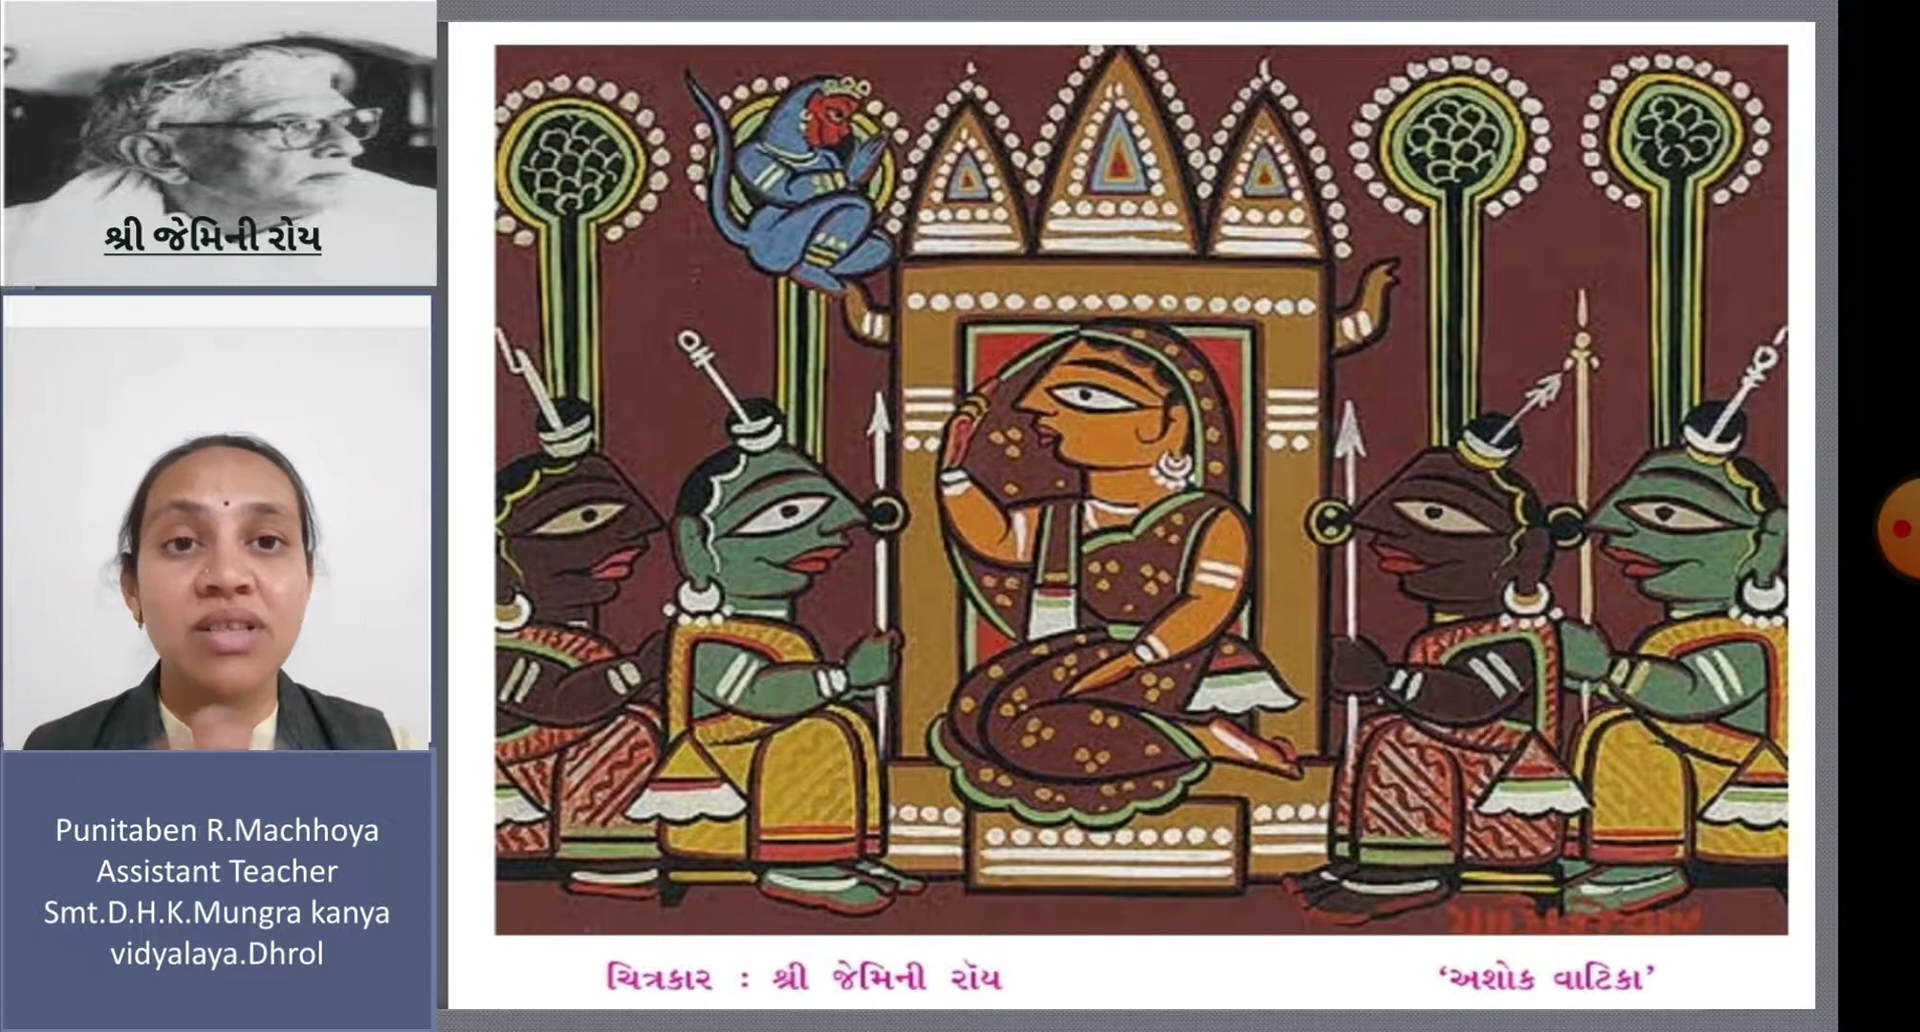 શ્રી જેમિની રોય
Punitaben R.Machhoya
Assistant Teacher
Smt.D.H.K.Mungra kanya
vidyalaya.Dhrol
ચિત્રકાર : શ્રી જેમિની રૉય
‘અશોક વાટિકા’